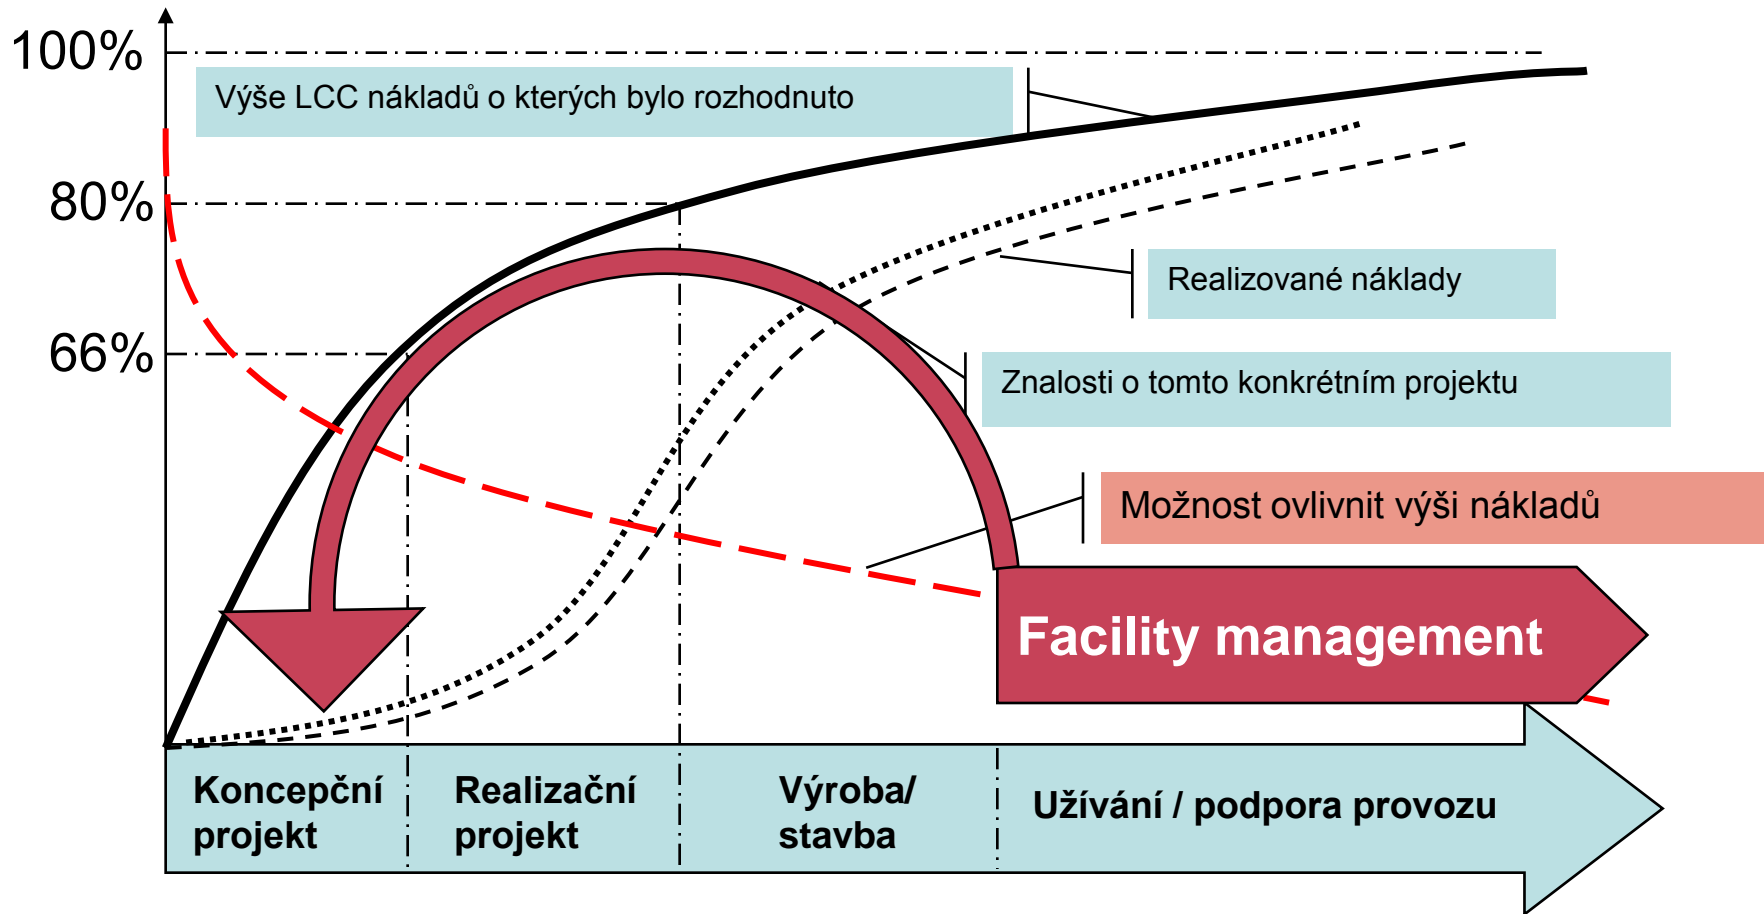 100%
Výše LCC nákladů o kterých bylo rozhodnuto
80%
Realizované náklady
66%
Znalosti o tomto konkrétním projektu
Možnost ovlivnit výši nákladů
Facility management
Koncepční
projekt
Realizační
projekt
Výroba/
stavba
Užívání / podpora provozu